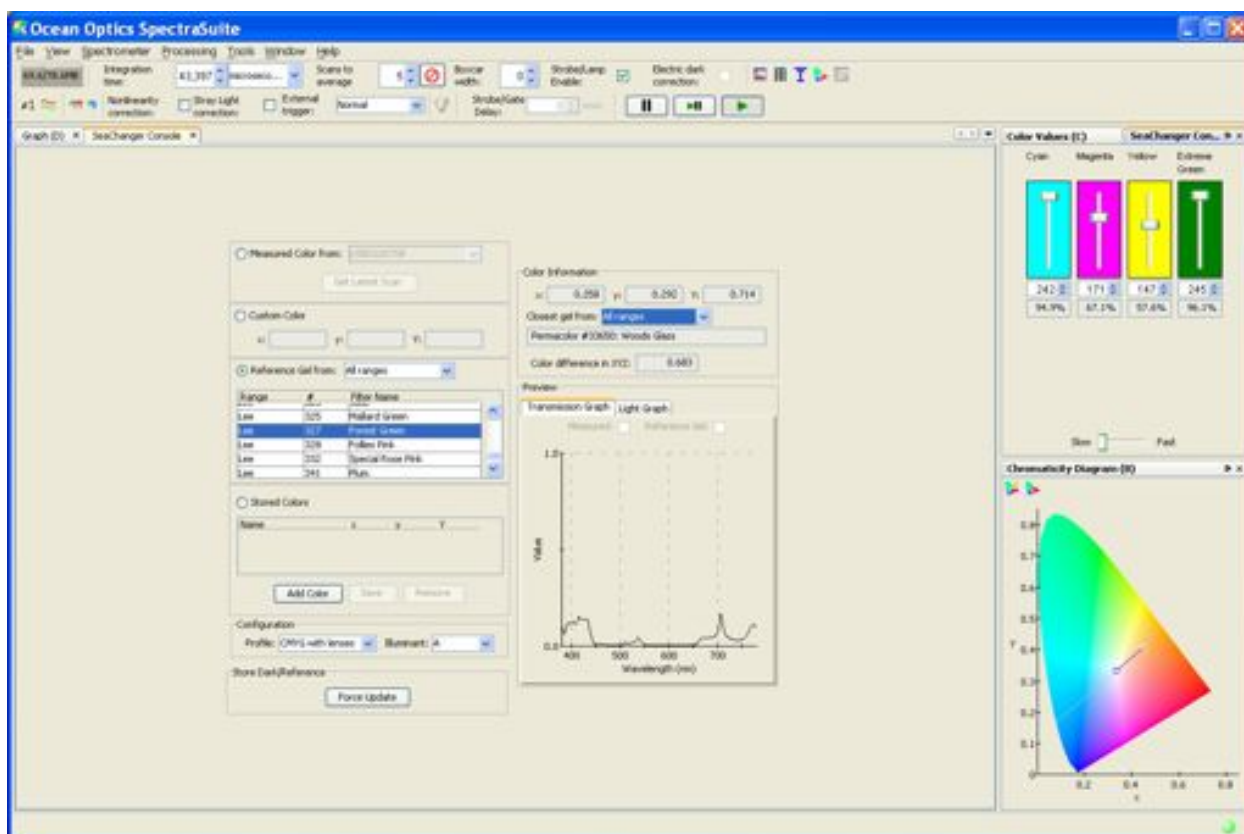 Ocean Optics SpectraSuite
File View Spectrometer Processing Tools Window Help
Integration time: Scans to average 5 Boxcar width: 0 Strobe/Lamp Enable: Electric dark correction:
Nonlinearity correction: Stray Light correction: External trigger: Normal Strobe/Gate Delay:
Graph (D) SeaChanger Console
Color Values (C) SeaChanger Con...
Cyan Magenta Yellow Extreme Green
242 171 147 245
94.9% 67.1% 57.6% 96.1%
Slow Fast
Measured Color from:
Get Latest Scan
Custom Color
x: y: Y:
Reference Gel from: All ranges
Range # Filter Name
Lee 325 Mallard Green
Lee 327 Forest Green
Lee 328 Follies Pink
Lee 332 Special Rose Pink
Lee 341 Plum
Stored Colors
Name x y Y
Add Color Save Remove
Configuration
Profile: CMYG with lenses Illuminant: A
Store Dark/Reference
Force Update
Color Information
x: y: 0.292 Y: 0.714
Closest gel from: All ranges
Permacolor #33650: Woods Glass
Color difference in XYZ: 0.683
Preview
Transmission Graph Light Graph
Measured Reference Gel
1.0
Value
0.0
400 500 600 700
Wavelength (nm)
Chromaticity Diagram (B)
0.8
0.7
0.6
0.5
Y 0.4
0.3
0.2
0.1
0
0.2 0.4 0.6 0.8
x